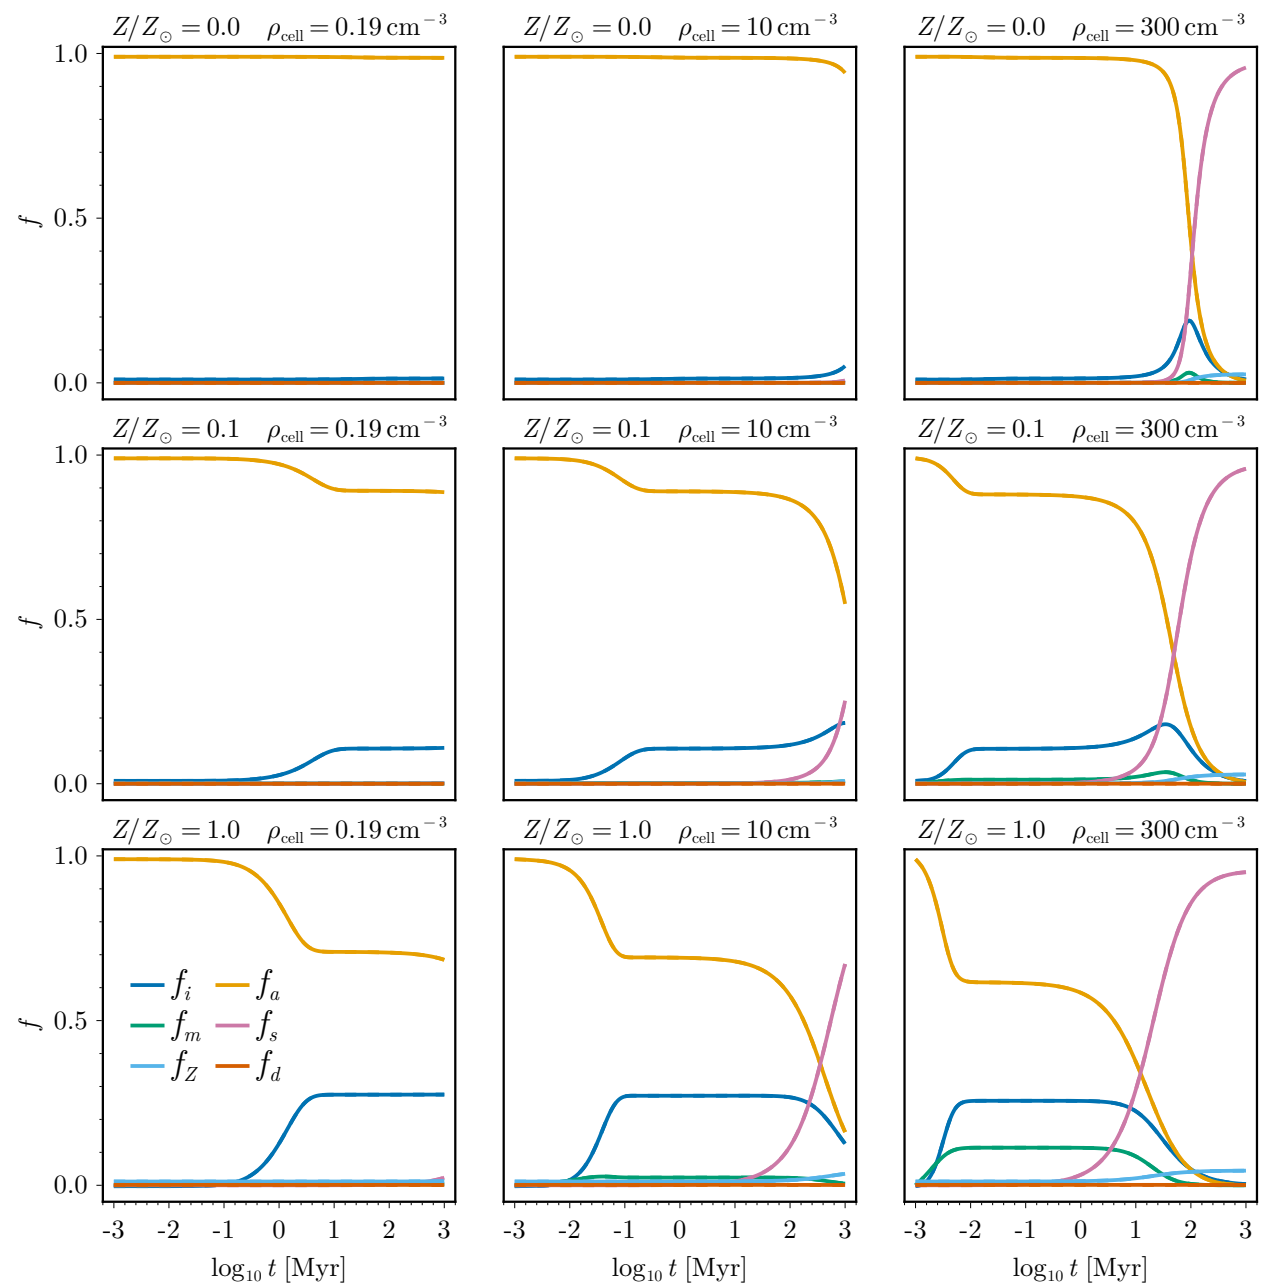 Z/Z⊙ = 0.0 ρcell = 0.19 cm⁻³
Z/Z⊙ = 0.0 ρcell = 10 cm⁻³
Z/Z⊙ = 0.0 ρcell = 300 cm⁻³
1.0
0.5
0.0
f
Z/Z⊙ = 0.1 ρcell = 0.19 cm⁻³
Z/Z⊙ = 0.1 ρcell = 10 cm⁻³
Z/Z⊙ = 0.1 ρcell = 300 cm⁻³
1.0
0.5
0.0
f
Z/Z⊙ = 1.0 ρcell = 0.19 cm⁻³
Z/Z⊙ = 1.0 ρcell = 10 cm⁻³
Z/Z⊙ = 1.0 ρcell = 300 cm⁻³
1.0
0.5
0.0
f
fi fa
fm fs
fZ fd
-3 -2 -1 0 1 2 3
-3 -2 -1 0 1 2 3
-3 -2 -1 0 1 2 3
log₁₀ t [Myr]
log₁₀ t [Myr]
log₁₀ t [Myr]